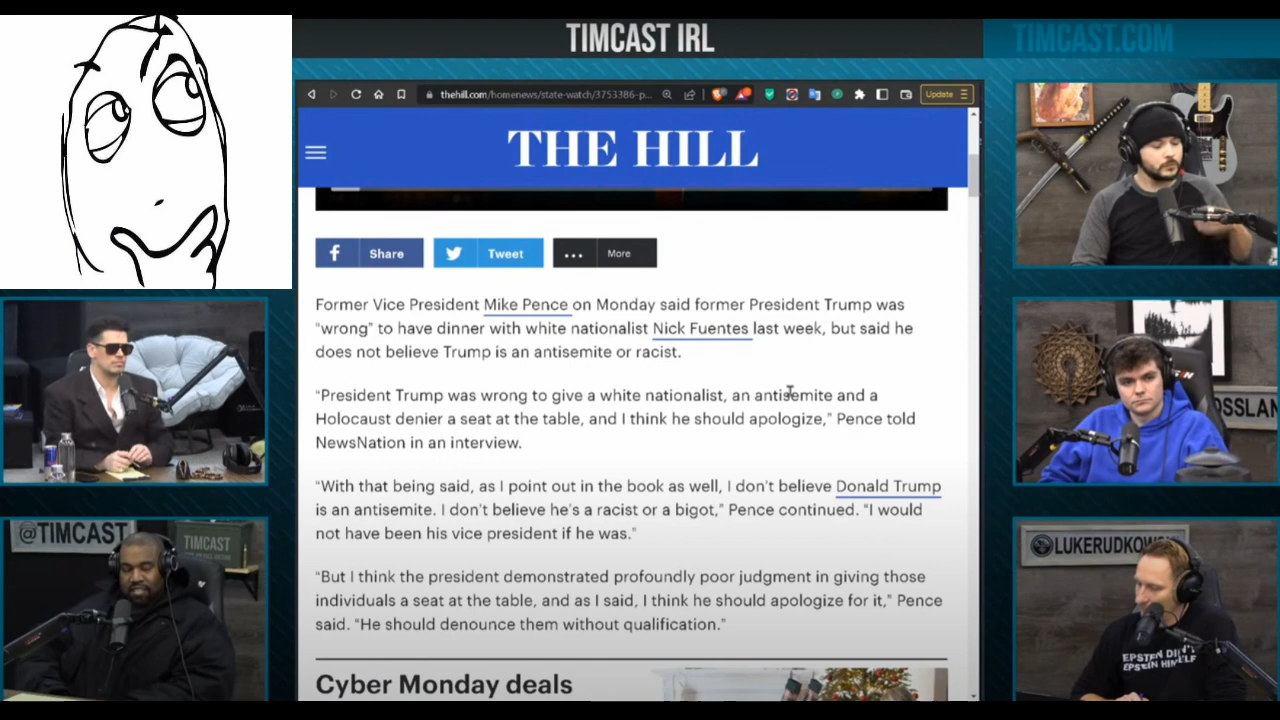 TIMCAST IRL
TIMCAST.COM
thehill.com/homenews/state-watch/3753386-p...
Update
THE HILL
Share
Tweet
More
Former Vice President Mike Pence on Monday said former President Trump was
"wrong" to have dinner with white nationalist Nick Fuentes last week, but said he
does not believe Trump is an antisemite or racist.
"President Trump was wrong to give a white nationalist, an antisemite and a
Holocaust denier a seat at the table, and I think he should apologize," Pence told
NewsNation in an interview.
"With that being said, as I point out in the book as well, I don't believe Donald Trump
is an antisemite. I don't believe he's a racist or a bigot," Pence continued. "I would
not have been his vice president if he was."
"But I think the president demonstrated profoundly poor judgment in giving those
individuals a seat at the table, and as I said, I think he should apologize for it," Pence
said. "He should denounce them without qualification."
Cyber Monday deals
OSSLAN
@TIMCAST
TIMCAST
@LUKERUDKOWS
EPSTEIN DI
EPSTEIN HIMSELF